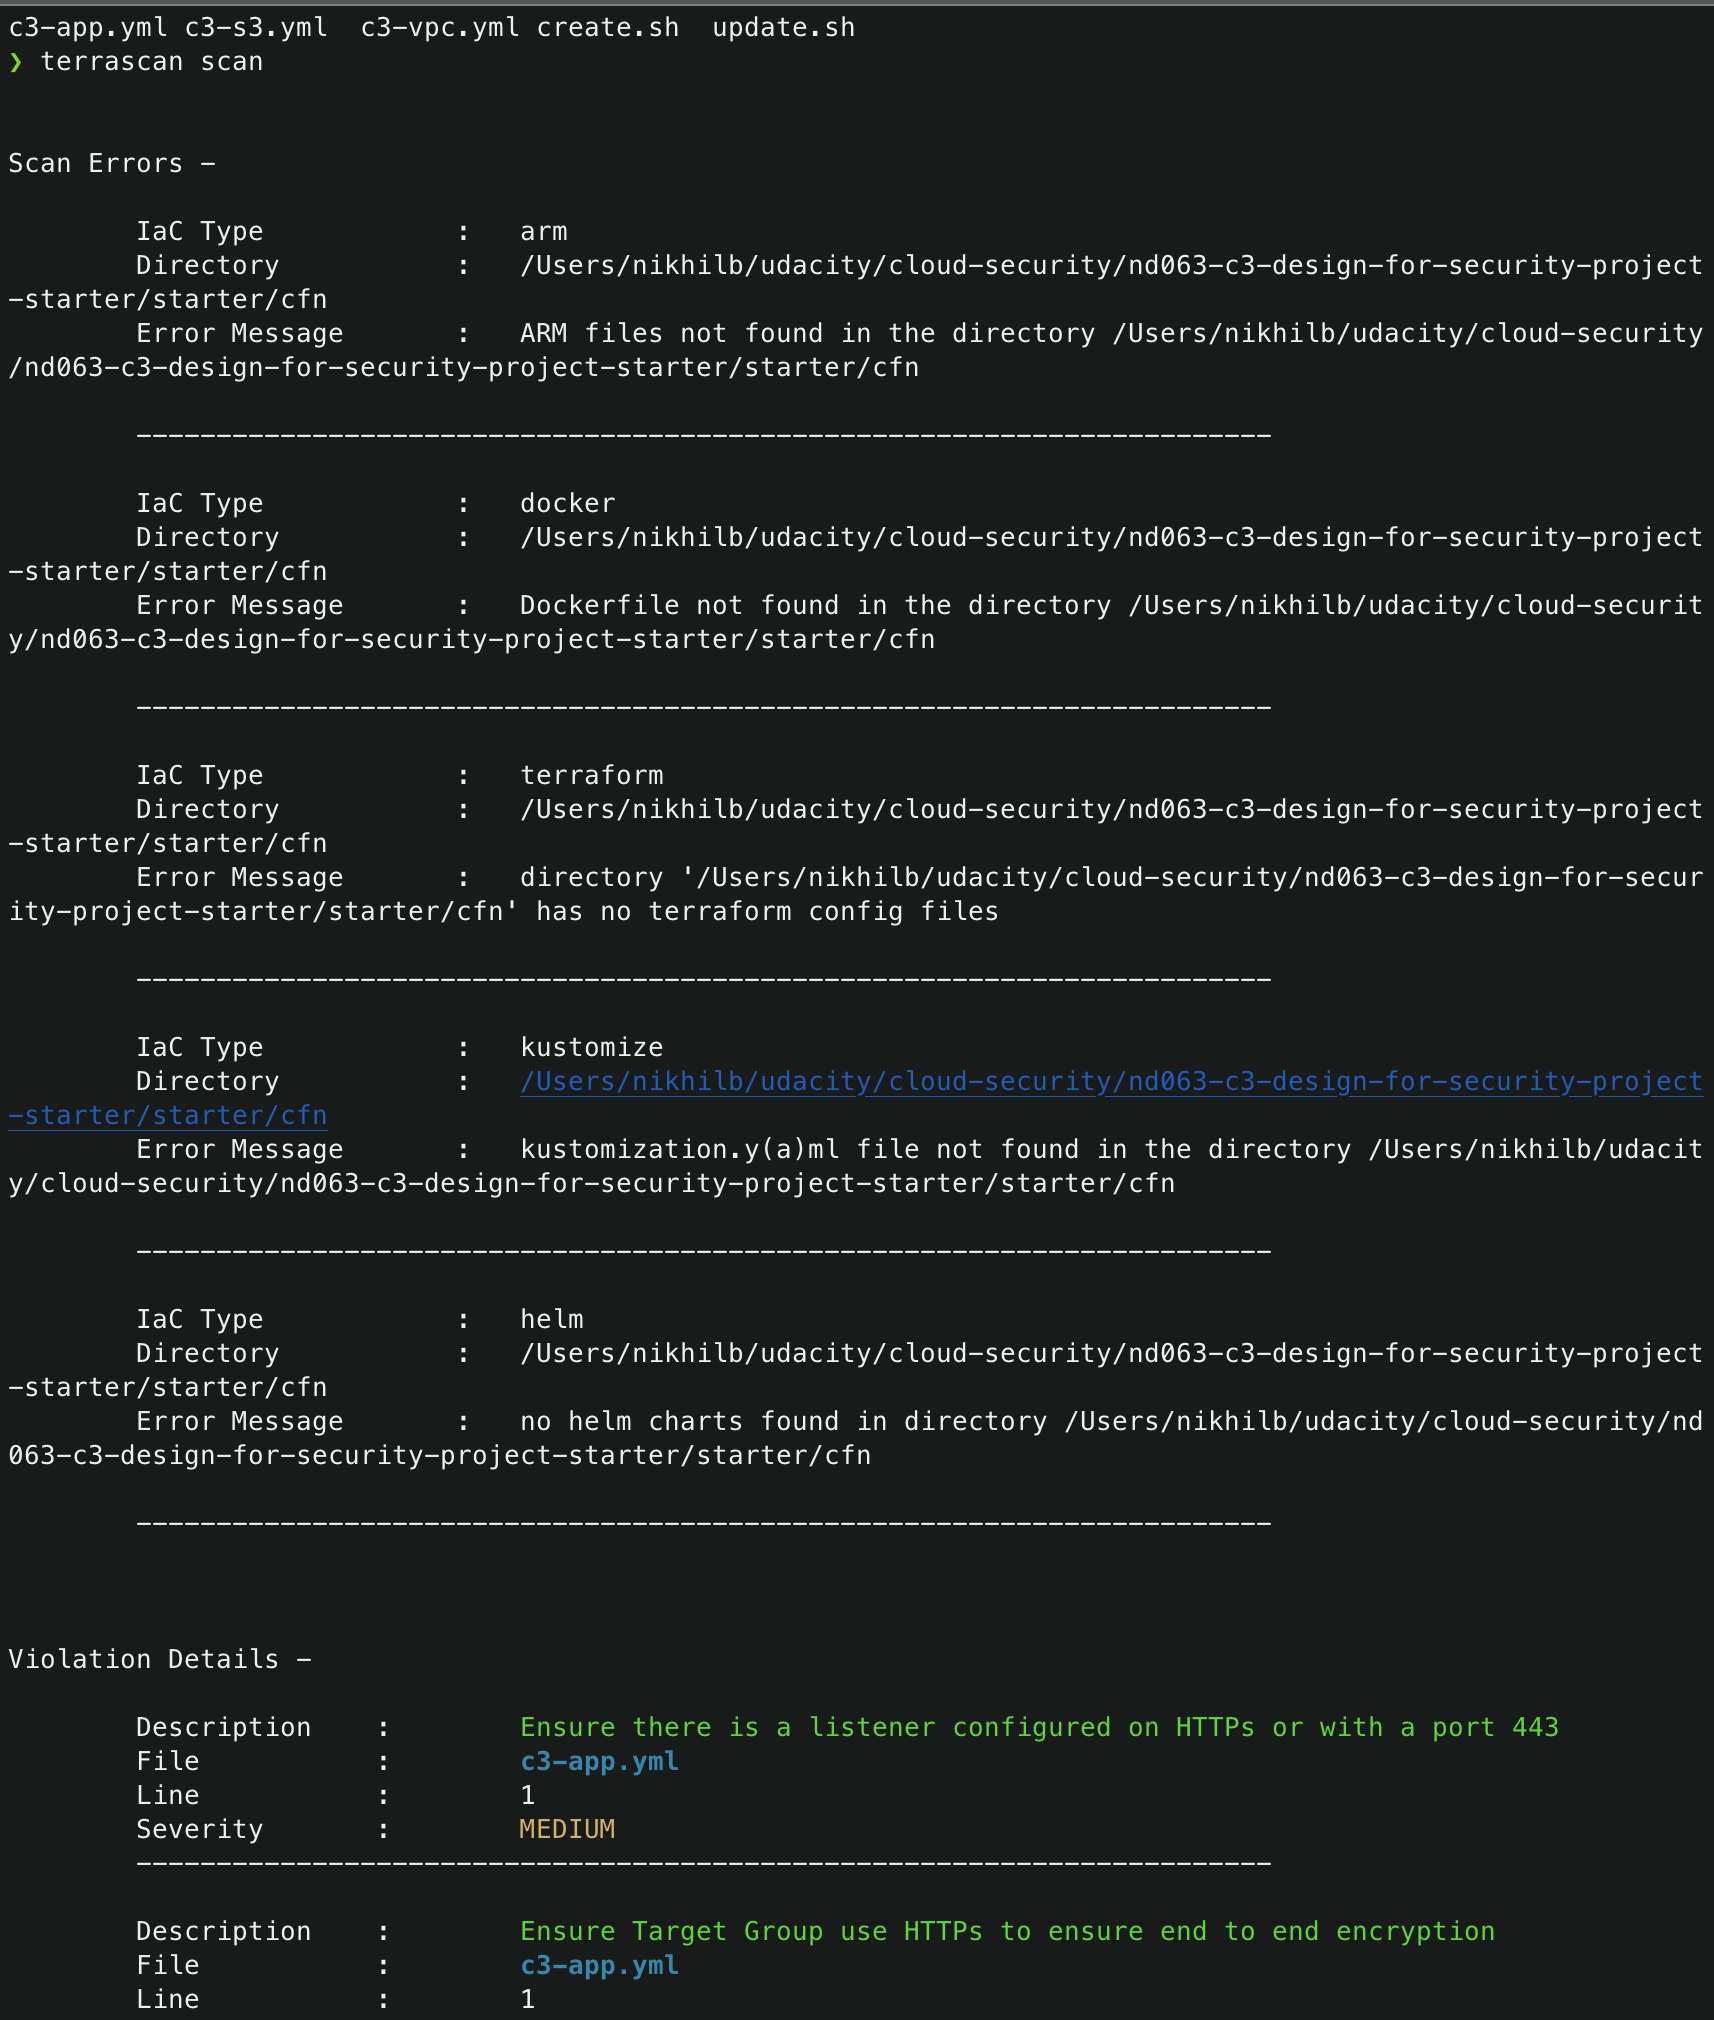 c3-app.yml c3-s3.yml  c3-vpc.yml create.sh  update.sh
❯ terrascan scan
Scan Errors -
IaC Type            :   arm
Directory           :   /Users/nikhilb/udacity/cloud-security/nd063-c3-design-for-security-project
-starter/starter/cfn
Error Message       :   ARM files not found in the directory /Users/nikhilb/udacity/cloud-security
/nd063-c3-design-for-security-project-starter/starter/cfn
-----------------------------------------------------------------------
IaC Type            :   docker
Directory           :   /Users/nikhilb/udacity/cloud-security/nd063-c3-design-for-security-project
-starter/starter/cfn
Error Message       :   Dockerfile not found in the directory /Users/nikhilb/udacity/cloud-securit
y/nd063-c3-design-for-security-project-starter/starter/cfn
-----------------------------------------------------------------------
IaC Type            :   terraform
Directory           :   /Users/nikhilb/udacity/cloud-security/nd063-c3-design-for-security-project
-starter/starter/cfn
Error Message       :   directory '/Users/nikhilb/udacity/cloud-security/nd063-c3-design-for-secur
ity-project-starter/starter/cfn' has no terraform config files
-----------------------------------------------------------------------
IaC Type            :   kustomize
Directory           :   /Users/nikhilb/udacity/cloud-security/nd063-c3-design-for-security-project
-starter/starter/cfn
Error Message       :   kustomization.y(a)ml file not found in the directory /Users/nikhilb/udacit
y/cloud-security/nd063-c3-design-for-security-project-starter/starter/cfn
-----------------------------------------------------------------------
IaC Type            :   helm
Directory           :   /Users/nikhilb/udacity/cloud-security/nd063-c3-design-for-security-project
-starter/starter/cfn
Error Message       :   no helm charts found in directory /Users/nikhilb/udacity/cloud-security/nd
063-c3-design-for-security-project-starter/starter/cfn
-----------------------------------------------------------------------
Violation Details -
Description    :        Ensure there is a listener configured on HTTPs or with a port 443
File           :        c3-app.yml
Line           :        1
Severity       :        MEDIUM
-----------------------------------------------------------------------
Description    :        Ensure Target Group use HTTPs to ensure end to end encryption
File           :        c3-app.yml
Line           :        1